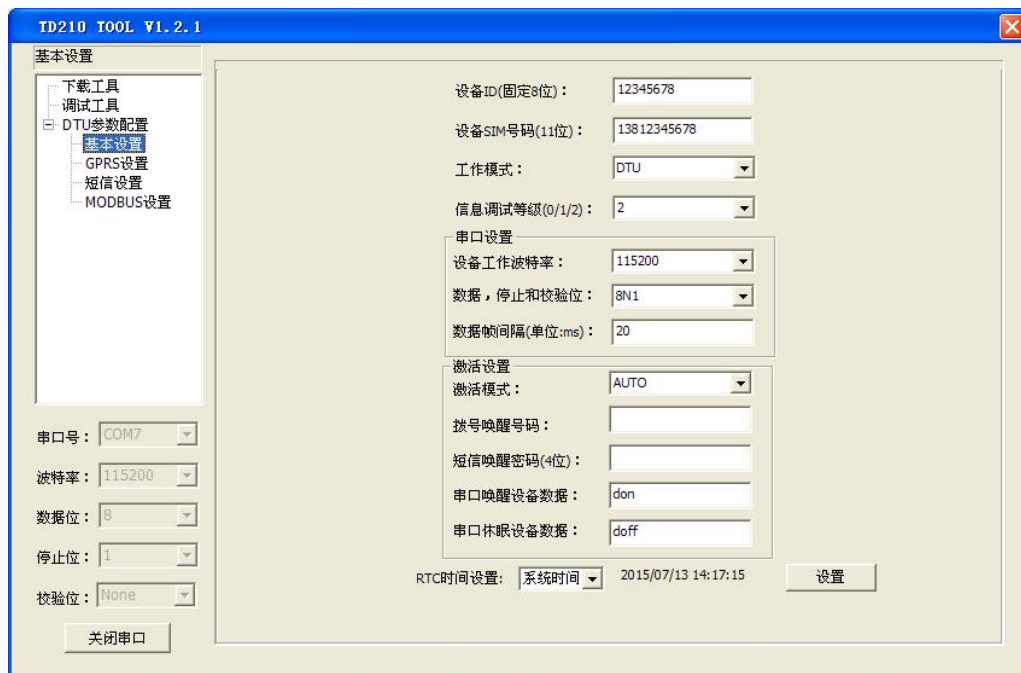 TD210 TOOL V1.2.1
基本设置
下载工具
调试工具
DTU参数配置
基本设置
GPRS设置
短信设置
MODBUS设置
串口号： COM7
波特率： 115200
数据位： 8
停止位： 1
校验位： None
关闭串口
设备ID(固定8位)： 12345678
设备SIM号码(11位)： 13812345678
工作模式： DTU
信息调试等级(0/1/2)： 2
串口设置
设备工作波特率： 115200
数据，停止和校验位： 8N1
数据帧间隔(单位:ms)： 20
激活设置
激活模式： AUTO
拨号唤醒号码：
短信唤醒密码(4位)：
串口唤醒设备数据： don
串口休眠设备数据： doff
RTC时间设置: 系统时间 2015/07/13 14:17:15 设置